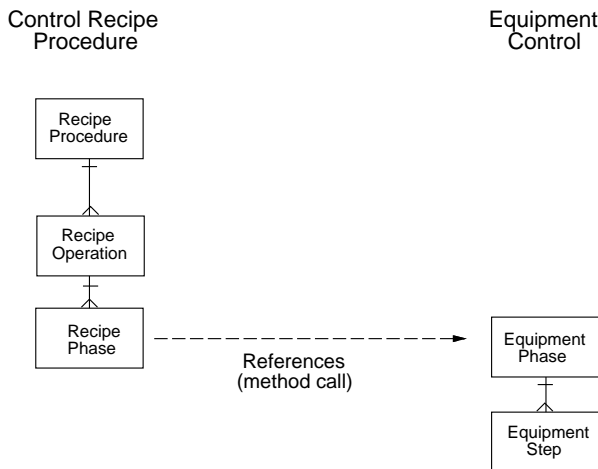 Control Recipe
Procedure
Equipment
Control
Recipe
Procedure
Recipe
Operation
Recipe
Phase
References
(method call)
Equipment
Phase
Equipment
Step